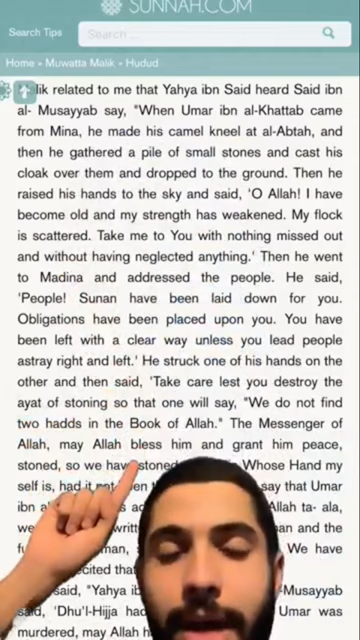 SUNNAH.COM
Search Tips
Search ...
Home » Muwatta Malik » Hudud
lik related to me that Yahya ibn Said heard Said ibn
al- Musayyab say, "When Umar ibn al-Khattab came
from Mina, he made his camel kneel at al-Abtah, and
then he gathered a pile of small stones and cast his
cloak over them and dropped to the ground. Then he
raised his hands to the sky and said, 'O Allah! I have
become old and my strength has weakened. My flock
is scattered. Take me to You with nothing missed out
and without having neglected anything.' Then he went
to Madina and addressed the people. He said,
'People! Sunan have been laid down for you.
Obligations have been placed upon you. You have
been left with a clear way unless you lead people
astray right and left.' He struck one of his hands on the
other and then said, 'Take care lest you destroy the
ayat of stoning so that one will say, "We do not find
two hadds in the Book of Allah." The Messenger of
Allah, may Allah bless him and grant him peace,
stoned, so we have stoned Whose Hand my
self is, had it not say that Umar
ibn Allah ta- ala,
we and the
We have
cited that
said, "Yahya ib -Musayyab
said, 'Dhu'l-Hijja had Umar was
murdered, may Allah h